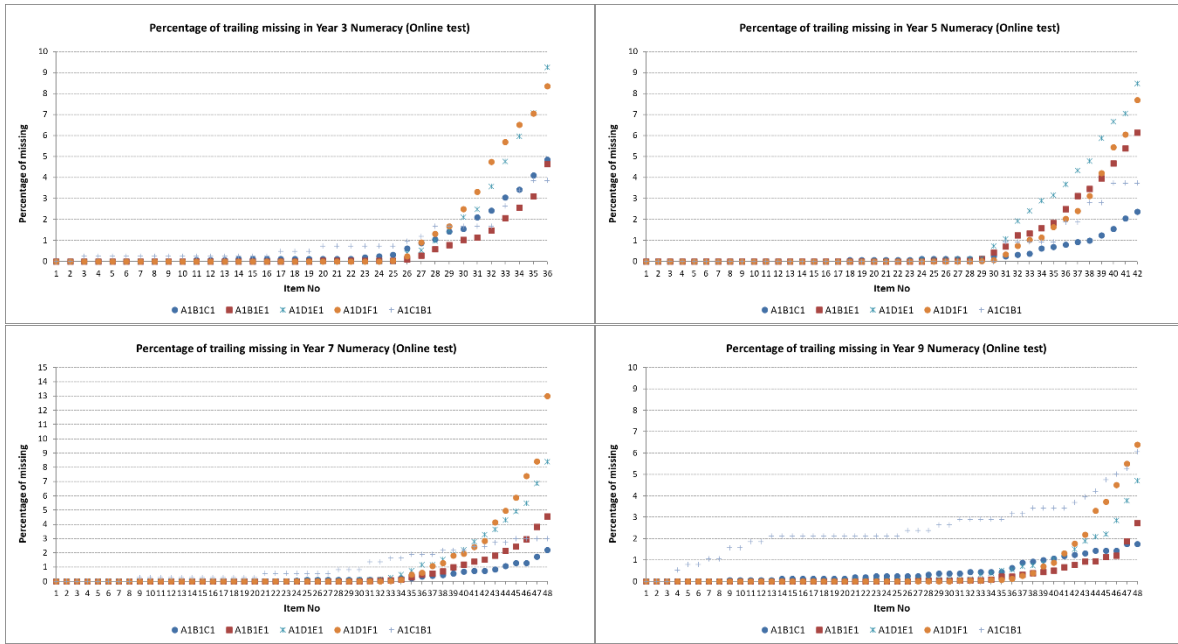 Percentage of trailing missing in Year 3 Numeracy (Online test)
Percentage of missing
10
9
8
7
6
5
4
3
2
1
0
1 2 3 4 5 6 7 8 9 10 11 12 13 14 15 16 17 18 19 20 21 22 23 24 25 26 27 28 29 30 31 32 33 34 35 36
Item No
A1B1C1 A1B1E1 A1D1E1 A1D1F1 A1C1B1
Percentage of trailing missing in Year 5 Numeracy (Online test)
Percentage of missing
10
9
8
7
6
5
4
3
2
1
0
1 2 3 4 5 6 7 8 9 10 11 12 13 14 15 16 17 18 19 20 21 22 23 24 25 26 27 28 29 30 31 32 33 34 35 36 37 38 39 40 41 42
Item No
A1B1C1 A1B1E1 A1D1E1 A1D1F1 A1C1B1
Percentage of trailing missing in Year 7 Numeracy (Online test)
Percentage of missing
15
14
13
12
11
10
9
8
7
6
5
4
3
2
1
0
1 2 3 4 5 6 7 8 9 10 11 12 13 14 15 16 17 18 19 20 21 22 23 24 25 26 27 28 29 30 31 32 33 34 35 36 37 38 39 40 41 42 43 44 45 46 47 48
Item No
A1B1C1 A1B1E1 A1D1E1 A1D1F1 A1C1B1
Percentage of trailing missing in Year 9 Numeracy (Online test)
Percentage of missing
10
9
8
7
6
5
4
3
2
1
0
1 2 3 4 5 6 7 8 9 10 11 12 13 14 15 16 17 18 19 20 21 22 23 24 25 26 27 28 29 30 31 32 33 34 35 36 37 38 39 40 41 42 43 44 45 46 47 48
Item No
A1B1C1 A1B1E1 A1D1E1 A1D1F1 A1C1B1